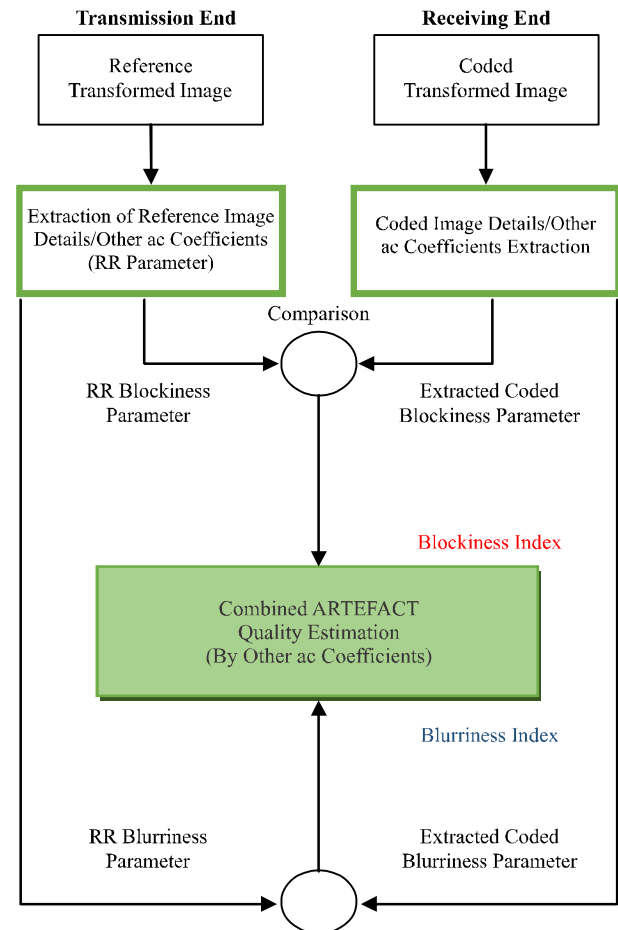 Transmission End
Receiving End
Reference
Transformed Image
Coded
Transformed Image
Extraction of Reference Image
Details/Other ac Coefficients
(RR Parameter)
Coded Image Details/Other
ac Coefficients Extraction
Comparison
RR Blockiness
Parameter
Extracted Coded
Blockiness Parameter
Blockiness Index
Combined ARTEFACT
Quality Estimation
(By Other ac Coefficients)
Blurriness Index
RR Blurriness
Parameter
Extracted Coded
Blurriness Parameter